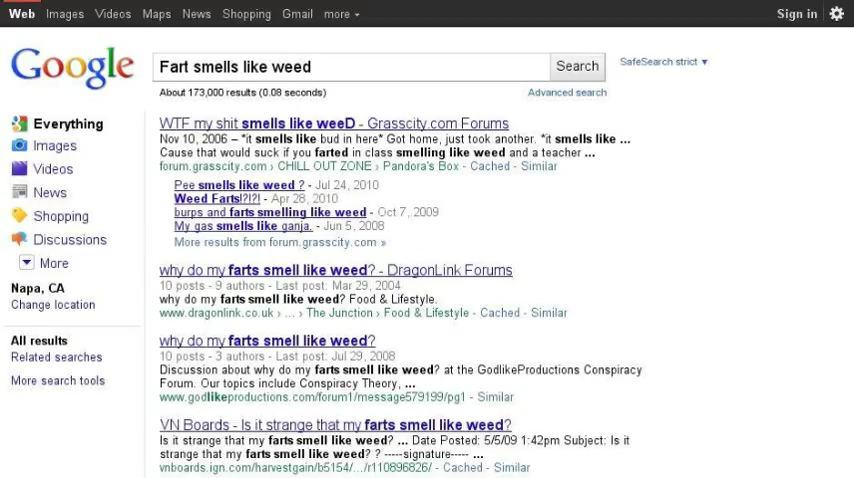 Web Images Videos Maps News Shopping Gmail more Sign in
Google
Fart smells like weed Search SafeSearch strict ▼
About 173,000 results (0.08 seconds) Advanced search
Everything
Images
Videos
News
Shopping
Discussions
More
Napa, CA
Change location
All results
Related searches
More search tools
WTF my shit smells like weeD - Grasscity.com Forums
Nov 10, 2006 – *it smells like bud in here* Got home, just took another. *it smells like ...
Cause that would suck if you farted in class smelling like weed and a teacher ...
forum.grasscity.com › CHILL OUT ZONE › Pandora's Box - Cached - Similar
Pee smells like weed ? - Jul 24, 2010
Weed Farts!?!?! - Apr 28, 2010
burps and farts smelling like weed - Oct 7, 2009
My gas smells like ganja. - Jun 5, 2008
More results from forum.grasscity.com »
why do my farts smell like weed? - DragonLink Forums
10 posts - 9 authors - Last post: Mar 29, 2004
why do my farts smell like weed? Food & Lifestyle.
www.dragonlink.co.uk › ... › The Junction › Food & Lifestyle - Cached - Similar
why do my farts smell like weed?
10 posts - 3 authors - Last post: Jul 29, 2008
Discussion about why do my farts smell like weed? at the GodlikeProductions Conspiracy
Forum. Our topics include Conspiracy Theory, ...
www.godlikeproductions.com/forum1/message579199/pg1 - Similar
VN Boards - Is it strange that my farts smell like weed?
Is it strange that my farts smell like weed? ... Date Posted: 5/5/09 1:42pm Subject: Is it
strange that my farts smell like weed? ? -----signature----- ...
vnboards.ign.com/harvestgain/b5154/.../r110896826/ - Cached - Similar